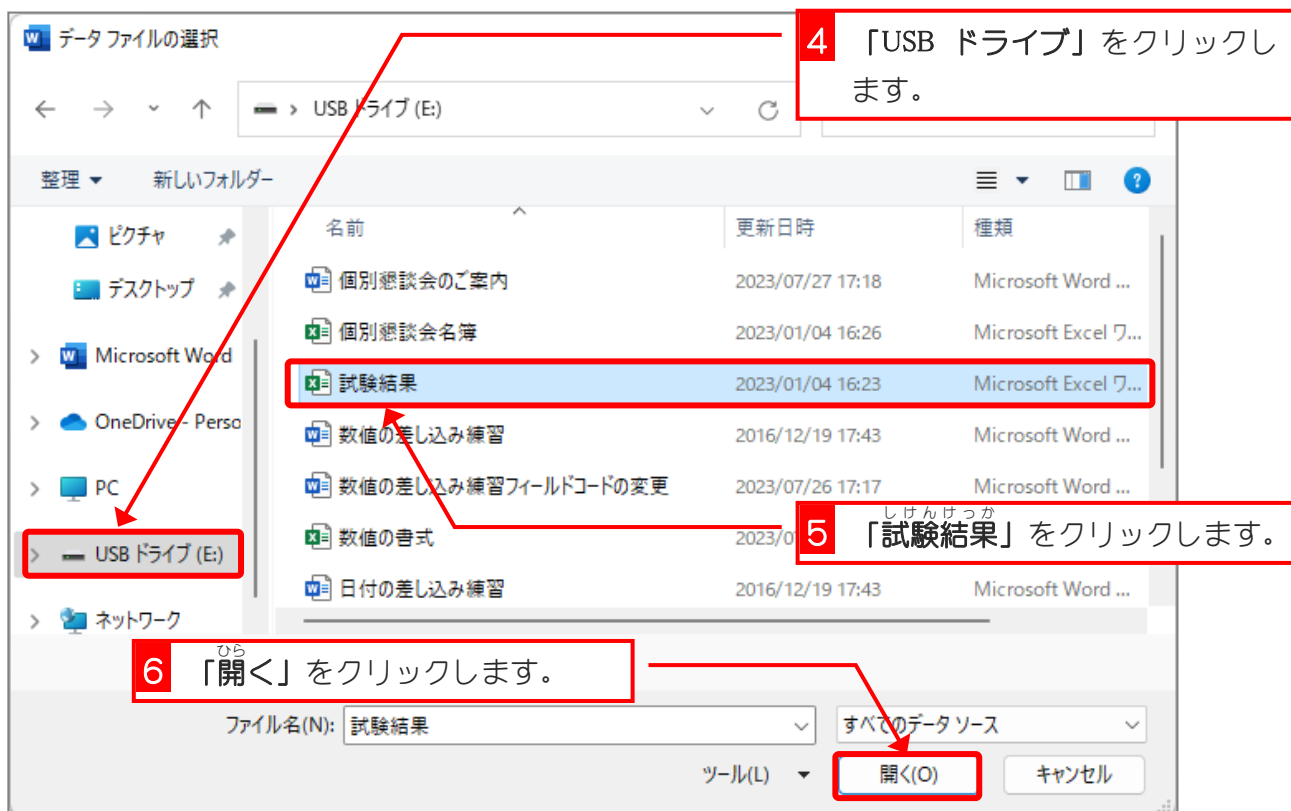 データ ファイルの選択
4 「USB ドライブ」をクリックし
ます。
USB ドライブ (E:)
整理 新しいフォルダー
名前 更新日時 種類
ピクチャ
デスクトップ
Microsoft Word
OneDrive - Perso
PC
USB ドライブ (E:)
ネットワーク
個別懇談会のご案内 2023/07/27 17:18 Microsoft Word ...
個別懇談会名簿 2023/01/04 16:26 Microsoft Excel ワ...
試験結果 2023/01/04 16:23 Microsoft Excel ワ...
数値の差し込み練習 2016/12/19 17:43 Microsoft Word ...
数値の差し込み練習フィールドコードの変更 2023/07/26 17:17 Microsoft Word ...
数値の書式 2023/0
日付の差し込み練習 2016/12/19 17:43 Microsoft Word ...
しけんけっか
5 「試験結果」をクリックします。
ひら
6 「開く」をクリックします。
ファイル名(N): 試験結果 すべてのデータ ソース
ツール(L) 開く(O) キャンセル